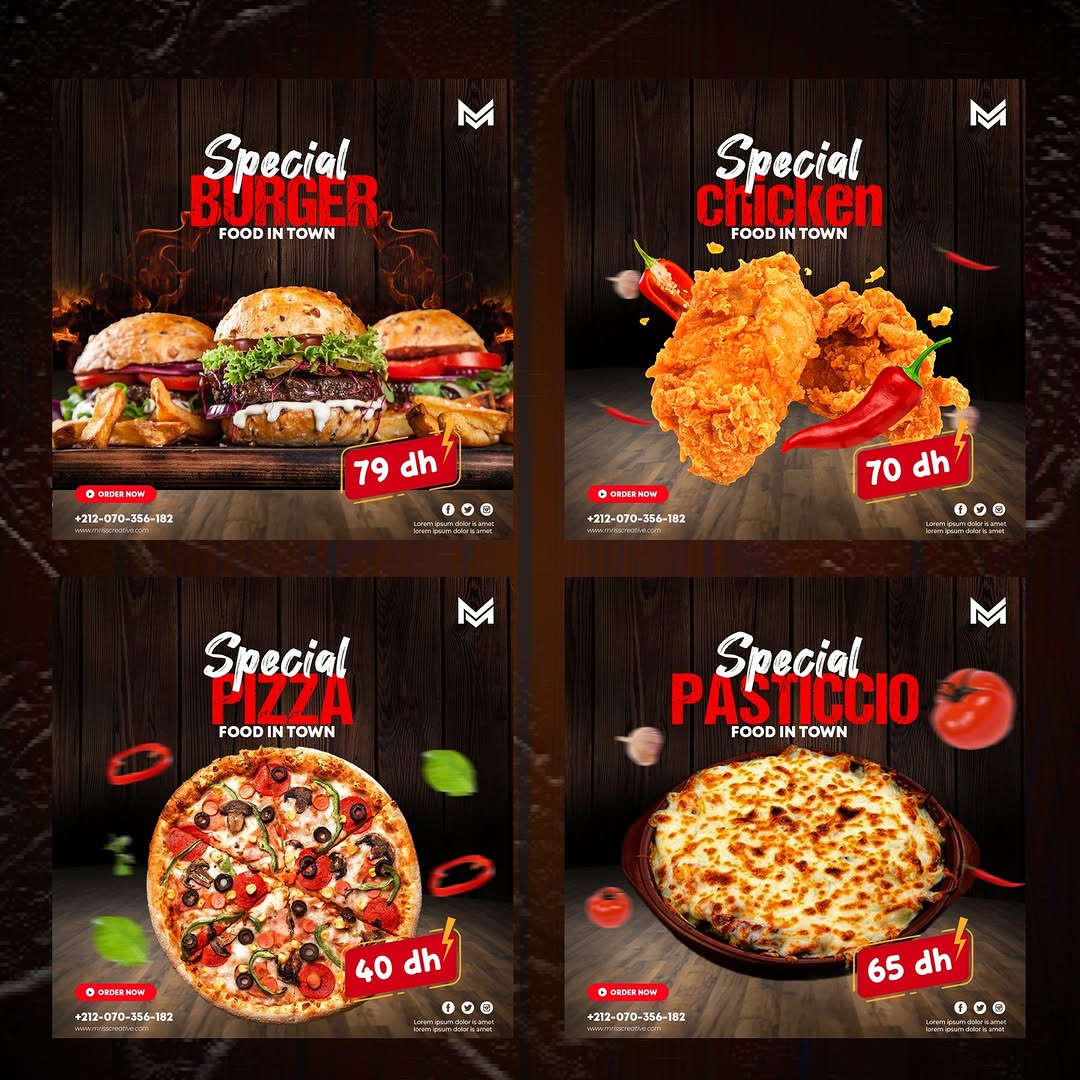 Special
BURGER
FOOD IN TOWN
79 dh
ORDER NOW
+212-070-356-182
www.mrisscreative.com
Lorem ipsum dolor is amet
lorem ipsum dolor is amet.
Special
chicken
FOOD IN TOWN
70 dh
ORDER NOW
+212-070-356-182
www.mrisscreative.com
Lorem ipsum dolor is amet
lorem ipsum dolor is amet.
Special
PIZZA
FOOD IN TOWN
40 dh
ORDER NOW
+212-070-356-182
www.mrisscreative.com
Lorem ipsum dolor is amet
lorem ipsum dolor is amet.
Special
PASTICCIO
FOOD IN TOWN
65 dh
ORDER NOW
+212-070-356-182
www.mrisscreative.com
Lorem ipsum dolor is amet
lorem ipsum dolor is amet.